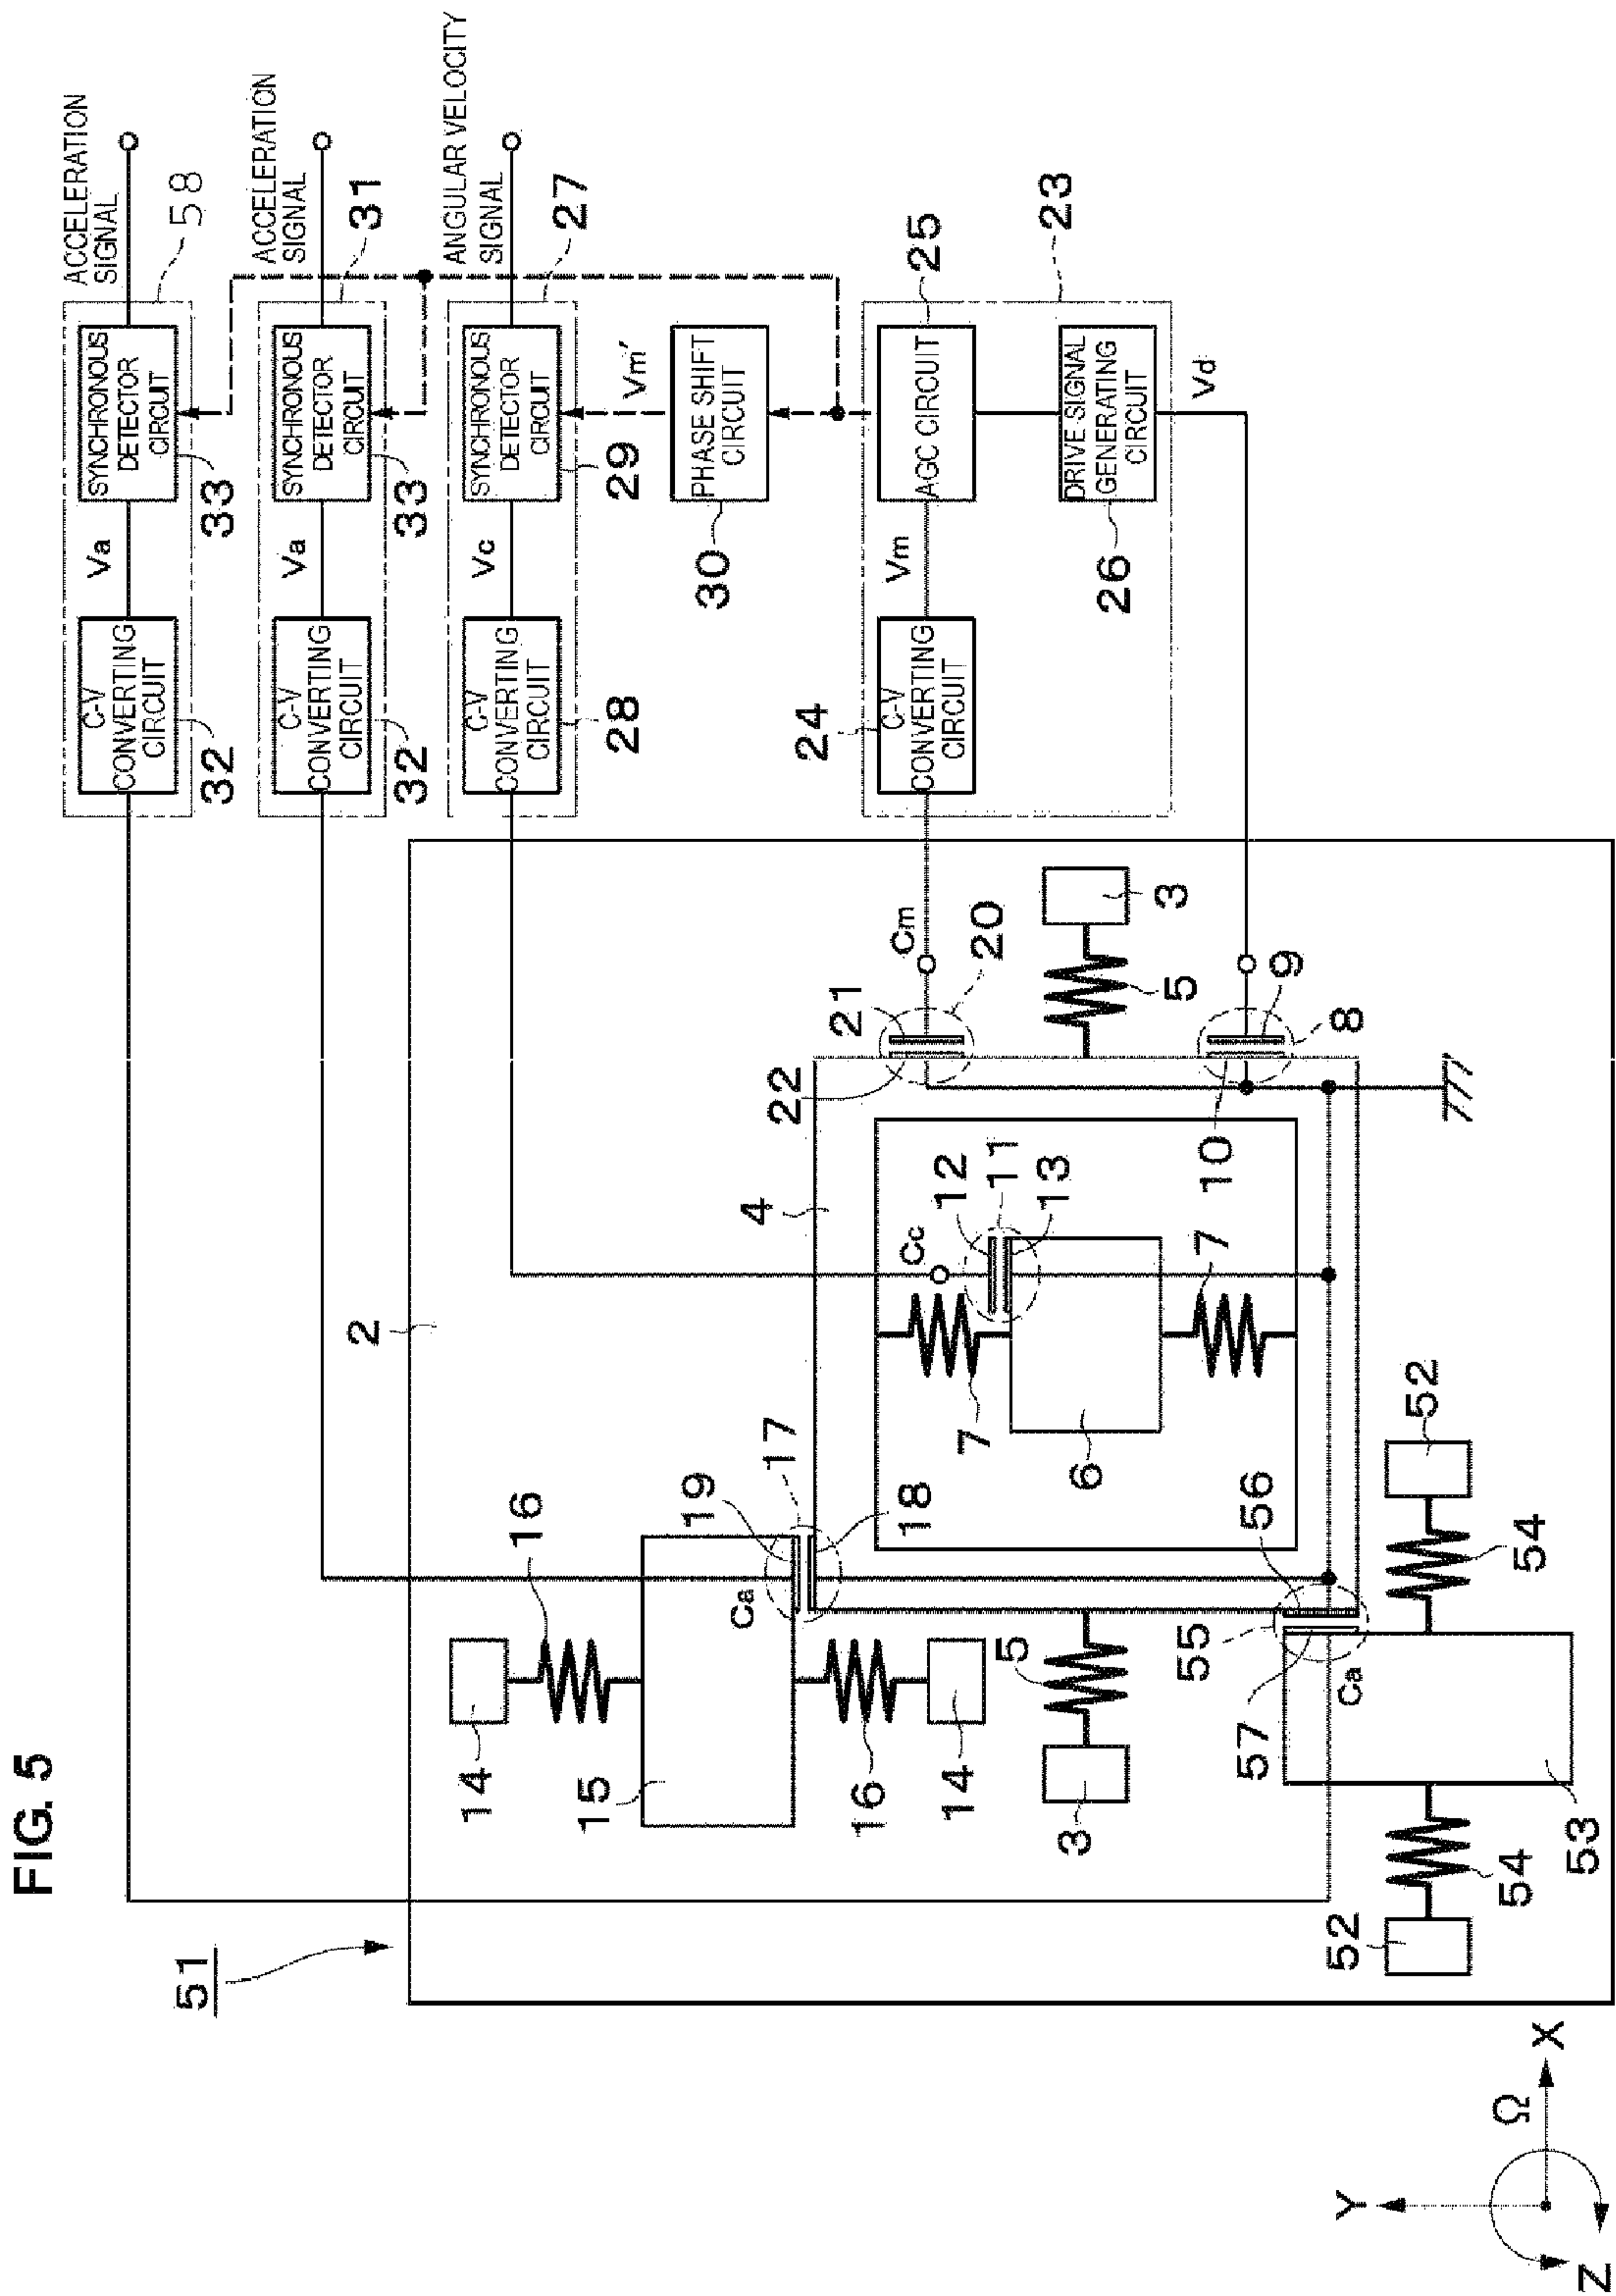 FIG. 5
51
ACCELERATION
SIGNAL
58
C-V
CONVERTING
CIRCUIT
32
Va
SYNCHRONOUS
DETECTOR
CIRCUIT
33
ACCELERATION
SIGNAL
31
C-V
CONVERTING
CIRCUIT
32
Va
SYNCHRONOUS
DETECTOR
CIRCUIT
33
ANGULAR VELOCITY
SIGNAL
27
C-V
CONVERTING
CIRCUIT
28
Vc
SYNCHRONOUS
DETECTOR
CIRCUIT
29
Vm′
PHASE SHIFT
CIRCUIT
30
23
24
C-V
CONVERTING
CIRCUIT
Vm
AGC CIRCUIT
25
DRIVE SIGNAL
GENERATING
CIRCUIT
26
Vd
2
14
16
15
19
17
Ca
18
16
14
4
22
21
Cm
20
Cc
12
11
13
7
7
6
3
5
5
3
10
9
8
55
56
57
Ca
52
54
53
54
52
Y
Ω
X
Z